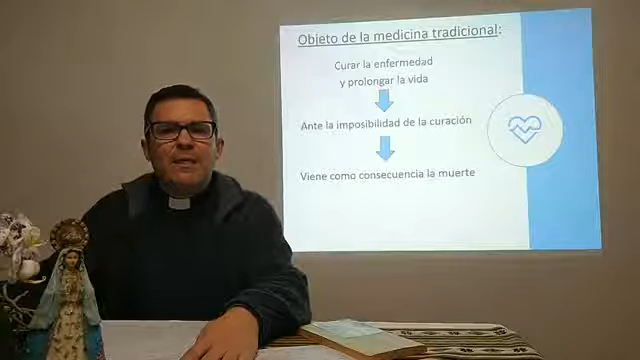 Objeto de la medicina tradicional:
Curar la enfermedad
y prolongar la vida
Ante la imposibilidad de la curación
Viene como consecuencia la muerte